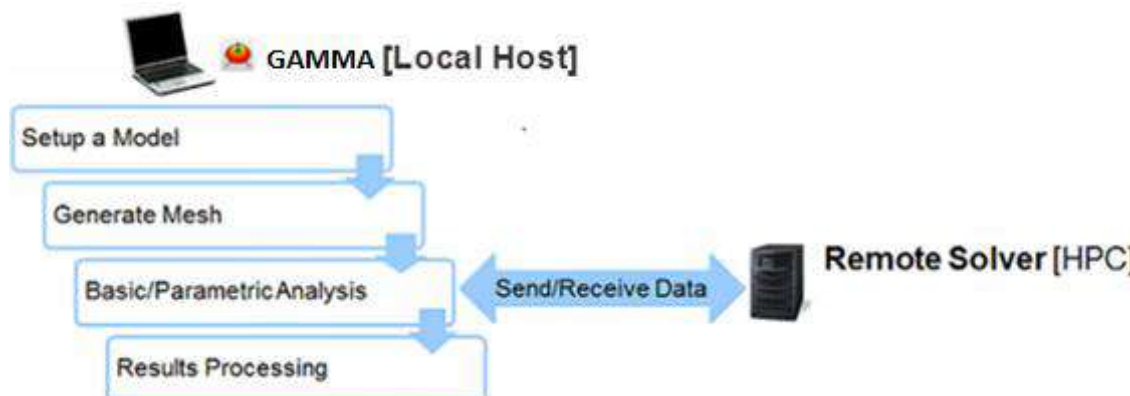 GAMMA [Local Host]
Setup a Model
Generate Mesh
Basic/Parametric Analysis
Send/Receive Data
Remote Solver [HPC]
Results Processing